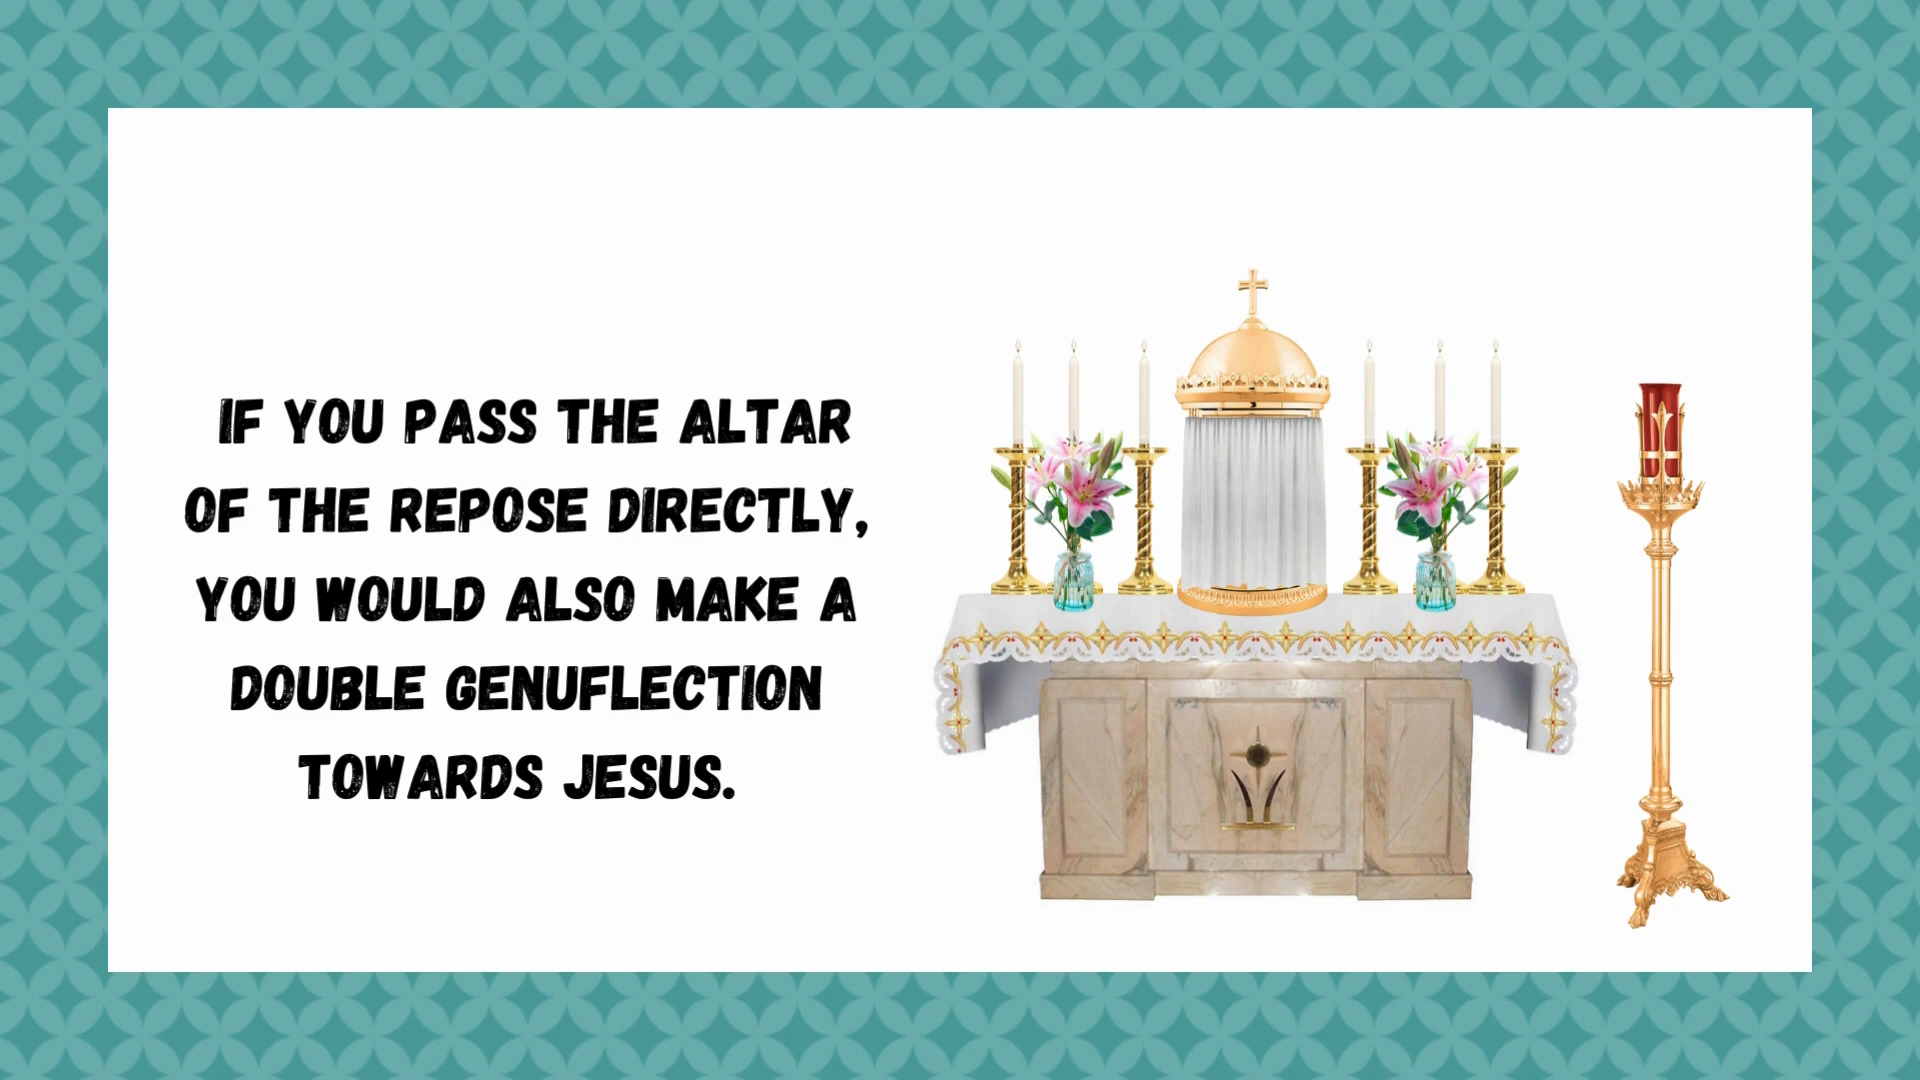 IF YOU PASS THE ALTAR
OF THE REPOSE DIRECTLY,
YOU WOULD ALSO MAKE A
DOUBLE GENUFLECTION
TOWARDS JESUS.